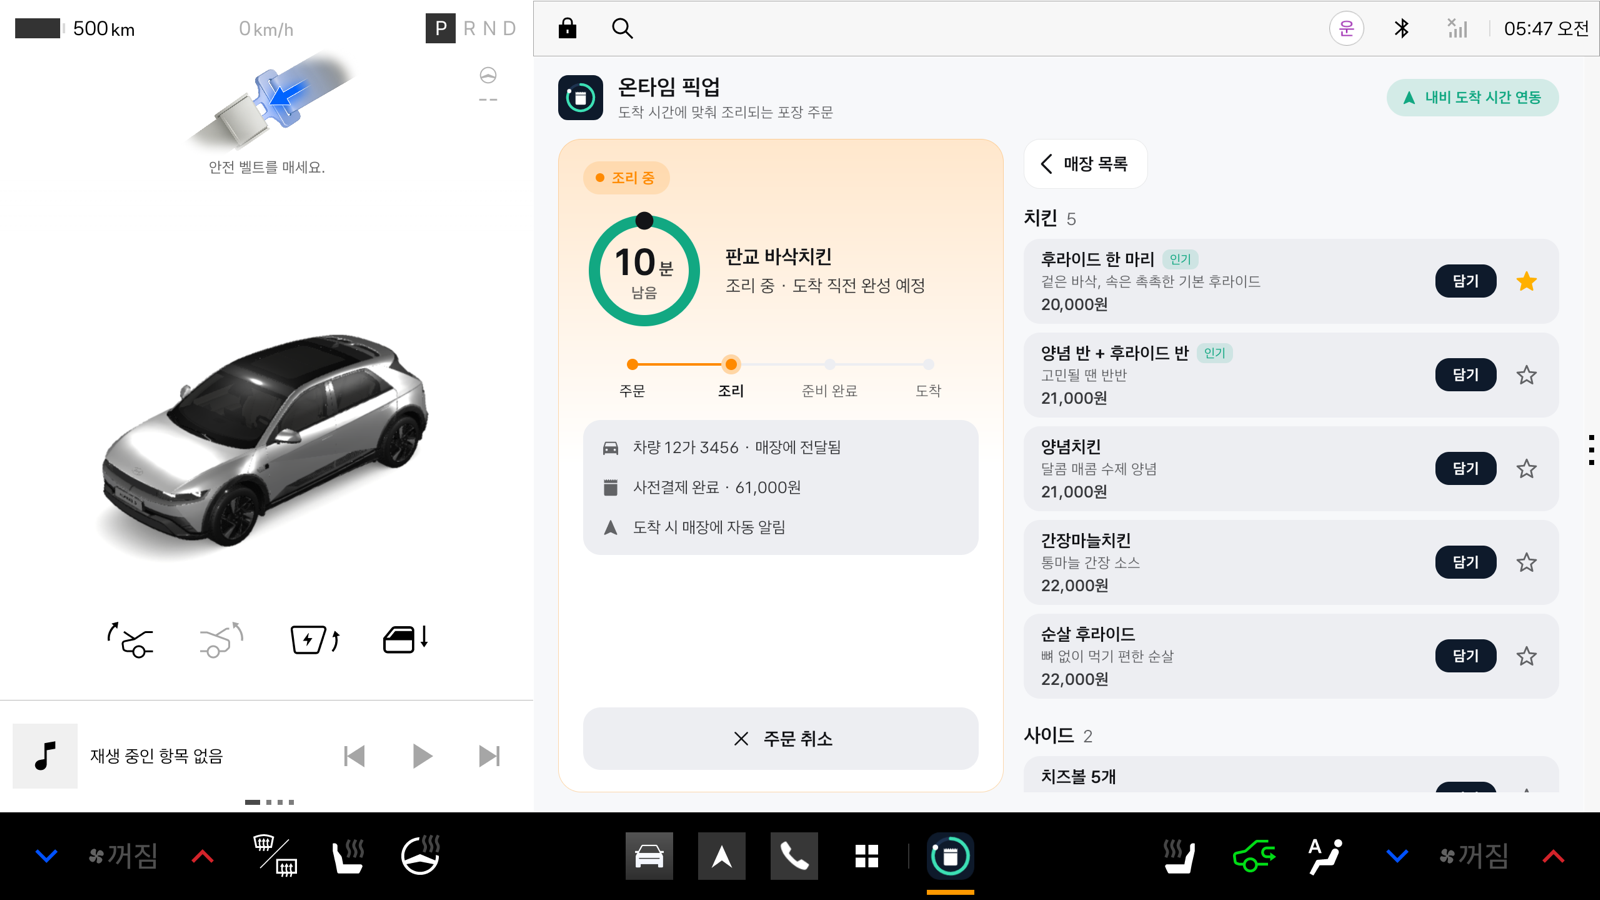 500 km
0 km/h
P R N D
--
안전 벨트를 매세요.
재생 중인 항목 없음
운
05:47 오전
온타임 픽업
도착 시간에 맞춰 조리되는 포장 주문
내비 도착 시간 연동
조리 중
10분
남음
판교 바삭치킨
조리 중 · 도착 직전 완성 예정
주문
조리
준비 완료
도착
차량 12가 3456 · 매장에 전달됨
사전결제 완료 · 61,000원
도착 시 매장에 자동 알림
주문 취소
매장 목록
치킨 5
후라이드 한 마리 인기
겉은 바삭, 속은 촉촉한 기본 후라이드
20,000원
담기
양념 반 + 후라이드 반 인기
고민될 땐 반반
21,000원
담기
양념치킨
달콤 매콤 수제 양념
21,000원
담기
간장마늘치킨
통마늘 간장 소스
22,000원
담기
순살 후라이드
뼈 없이 먹기 편한 순살
22,000원
담기
사이드 2
치즈볼 5개
꺼짐
A
꺼짐